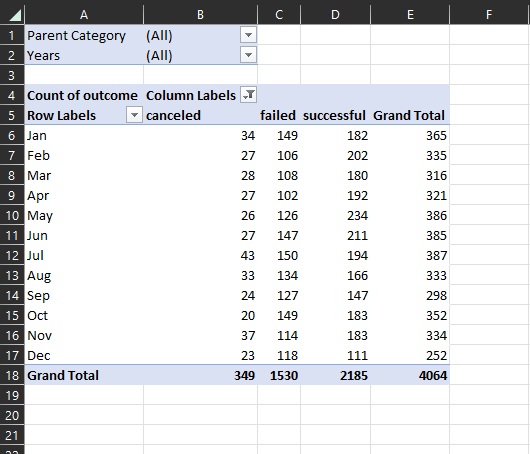 A B C D E F
1 Parent Category (All)
2 Years (All)
3
4 Count of outcome Column Labels
5 Row Labels canceled failed successful Grand Total
6 Jan 34 149 182 365
7 Feb 27 106 202 335
8 Mar 28 108 180 316
9 Apr 27 102 192 321
10 May 26 126 234 386
11 Jun 27 147 211 385
12 Jul 43 150 194 387
13 Aug 33 134 166 333
14 Sep 24 127 147 298
15 Oct 20 149 183 352
16 Nov 37 114 183 334
17 Dec 23 118 111 252
18 Grand Total 349 1530 2185 4064
19
20
21